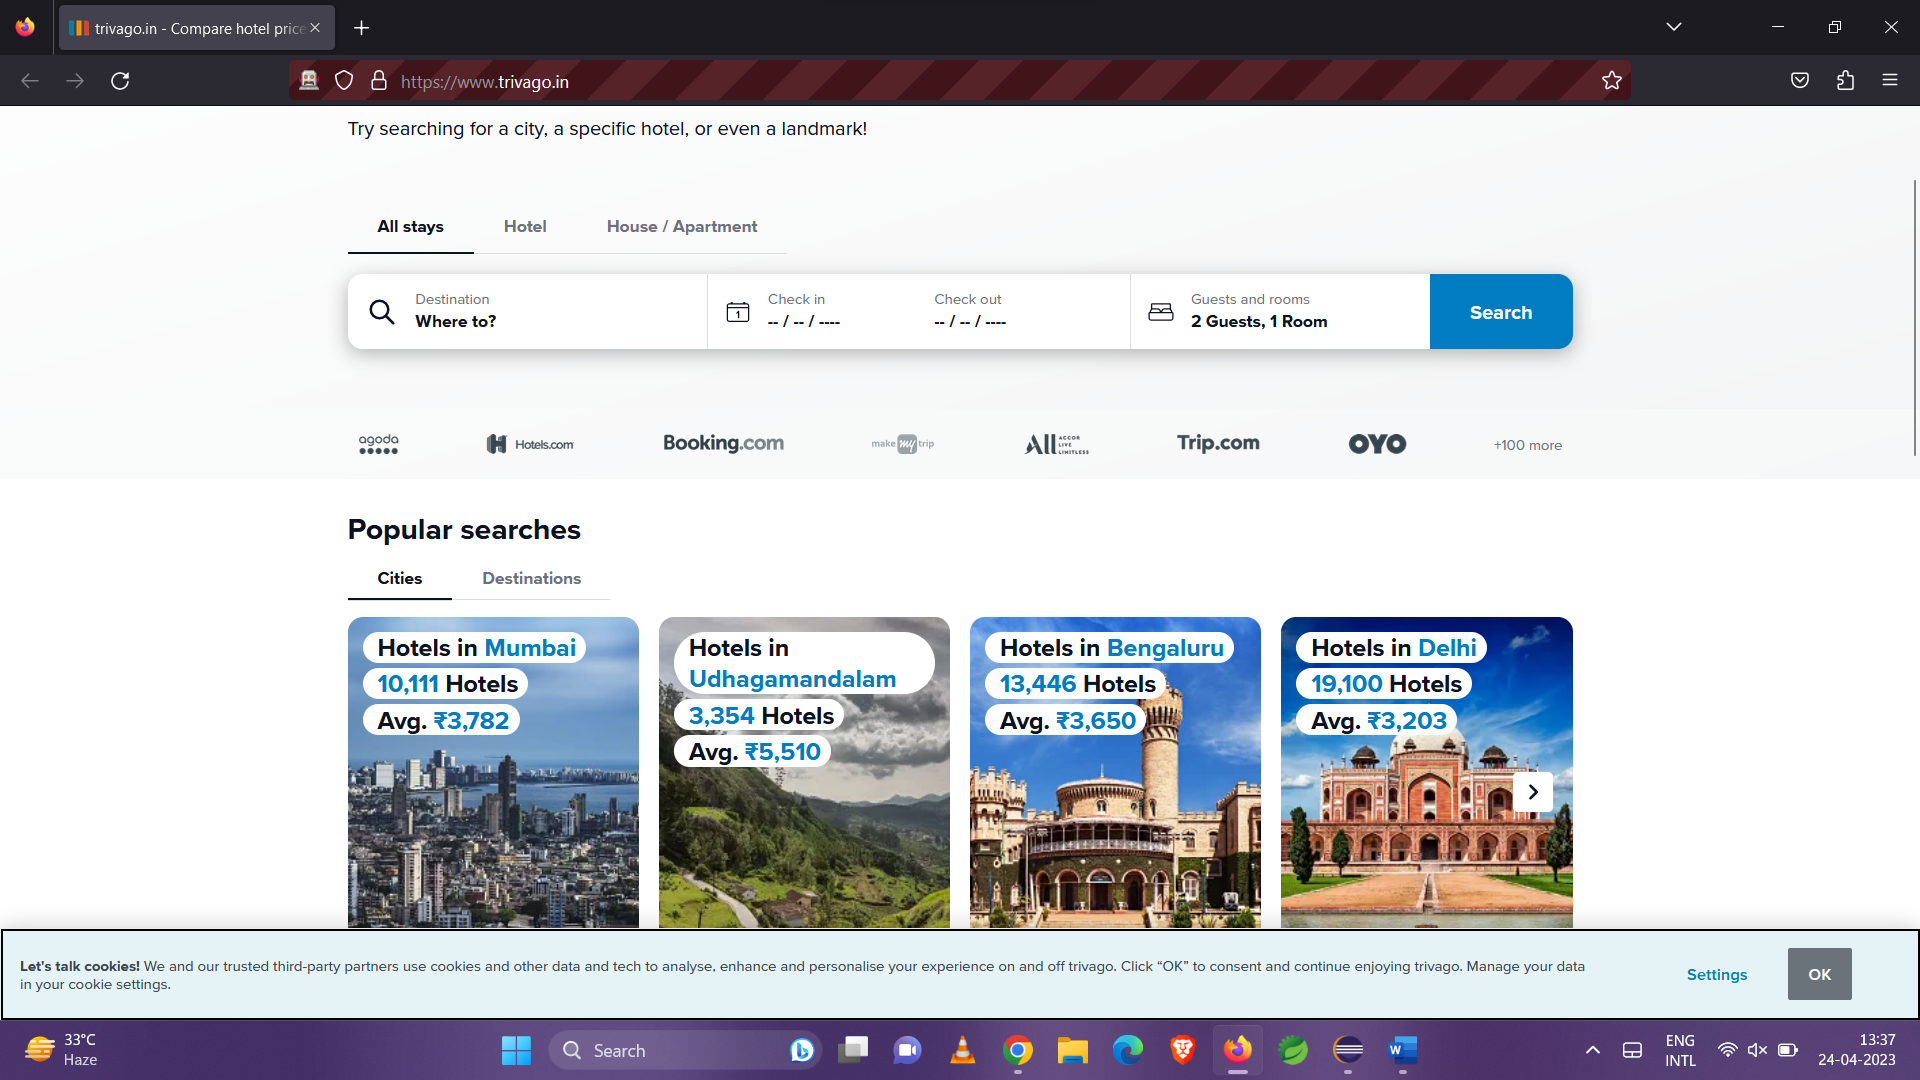 trivago.in - Compare hotel price
https://www.trivago.in
Try searching for a city, a specific hotel, or even a landmark!
All stays
Hotel
House / Apartment
Destination
Where to?
1
Check in
-- / -- / ----
Check out
-- / -- / ----
Guests and rooms
2 Guests, 1 Room
Search
agoda
H Hotels.com
Booking.com
make my trip
All ACCOR LIVE LIMITLESS
Trip.com
OYO
+100 more
Popular searches
Cities
Destinations
Hotels in Mumbai
10,111 Hotels
Avg. ₹3,782
Hotels in
Udhagamandalam
3,354 Hotels
Avg. ₹5,510
Hotels in Bengaluru
13,446 Hotels
Avg. ₹3,650
Hotels in Delhi
19,100 Hotels
Avg. ₹3,203
Let's talk cookies! We and our trusted third-party partners use cookies and other data and tech to analyse, enhance and personalise your experience on and off trivago. Click “OK” to consent and continue enjoying trivago. Manage your data
in your cookie settings.
Settings
OK
33°C
Haze
Search
W
ENG
INTL
13:37
24-04-2023